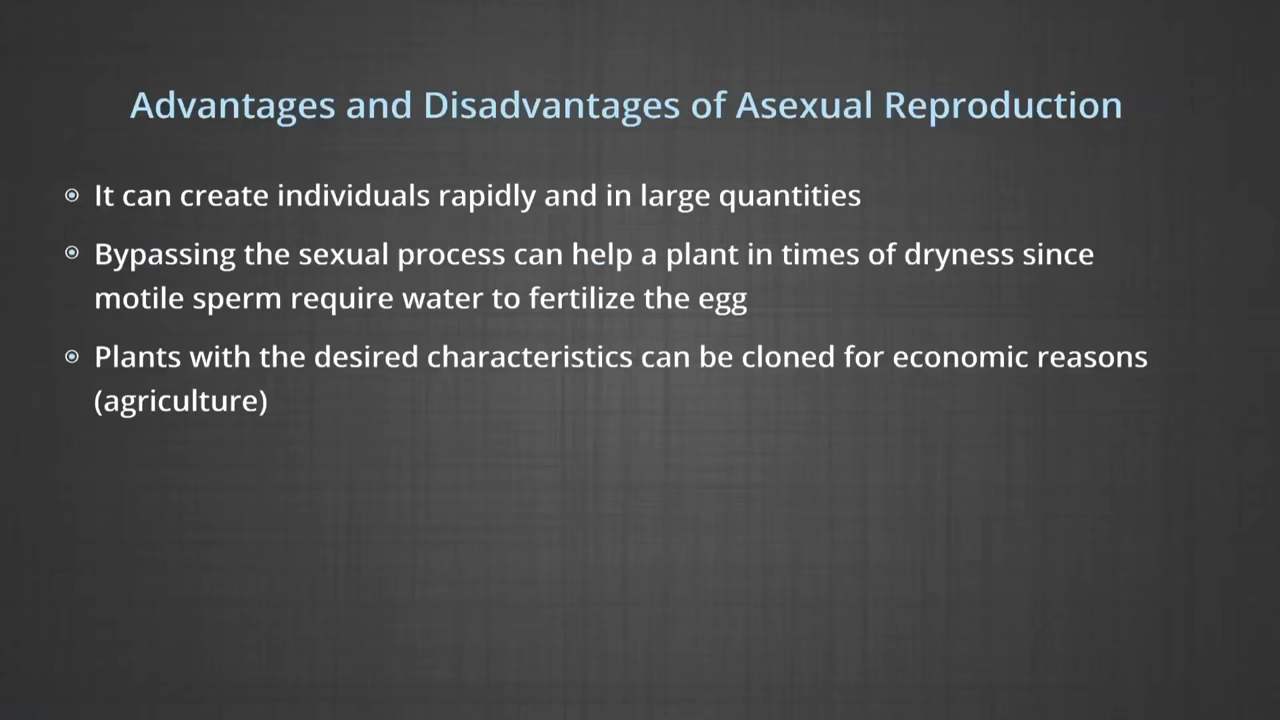 Advantages and Disadvantages of Asexual Reproduction
It can create individuals rapidly and in large quantities
Bypassing the sexual process can help a plant in times of dryness since
motile sperm require water to fertilize the egg
Plants with the desired characteristics can be cloned for economic reasons
(agriculture)